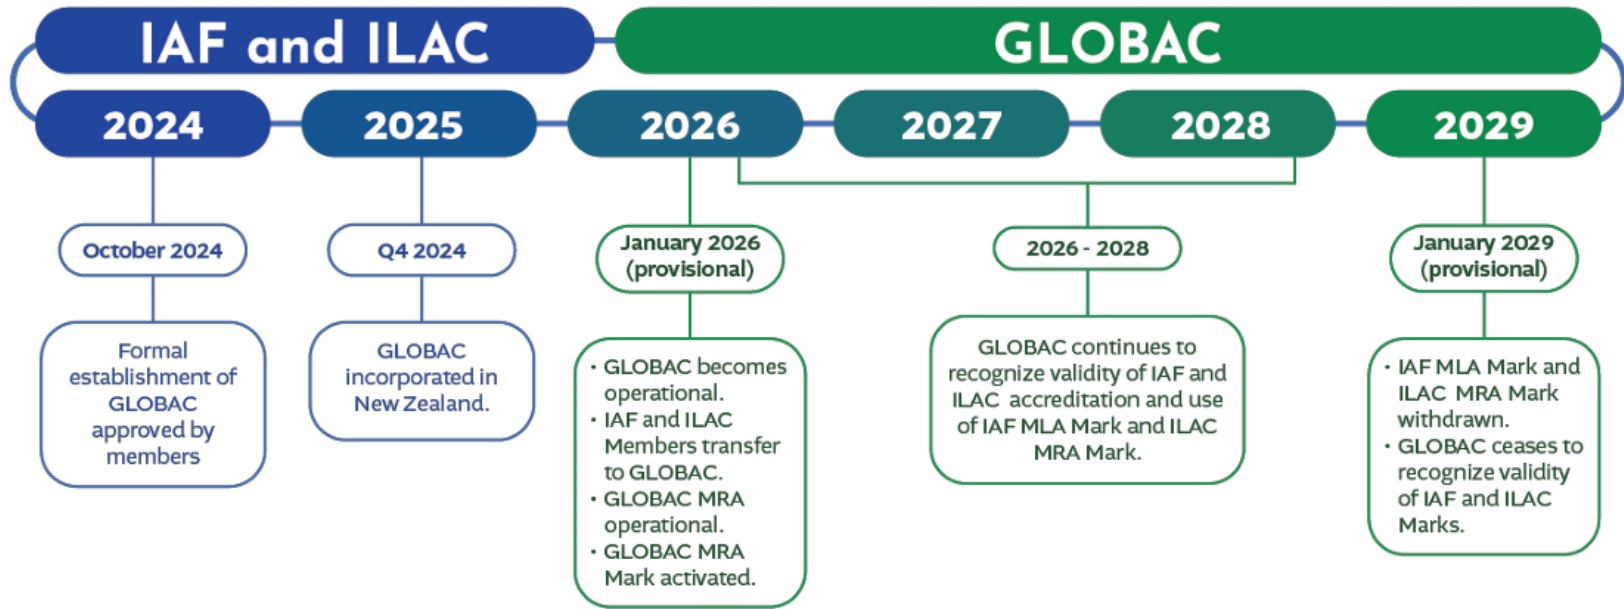 IAF and ILAC
GLOBAC
2024
2025
2026
2027
2028
2029
October 2024
Formal
establishment of
GLOBAC
approved by
members
Q4 2024
GLOBAC
incorporated in
New Zealand.
January 2026
(provisional)
• GLOBAC becomes
operational.
• IAF and ILAC
Members transfer
to GLOBAC.
• GLOBAC MRA
operational.
• GLOBAC MRA
Mark activated.
2026 - 2028
GLOBAC continues to
recognize validity of IAF and
ILAC accreditation and use
of IAF MLA Mark and ILAC
MRA Mark.
January 2029
(provisional)
• IAF MLA Mark and
ILAC MRA Mark
withdrawn.
• GLOBAC ceases to
recognize validity
of IAF and ILAC
Marks.